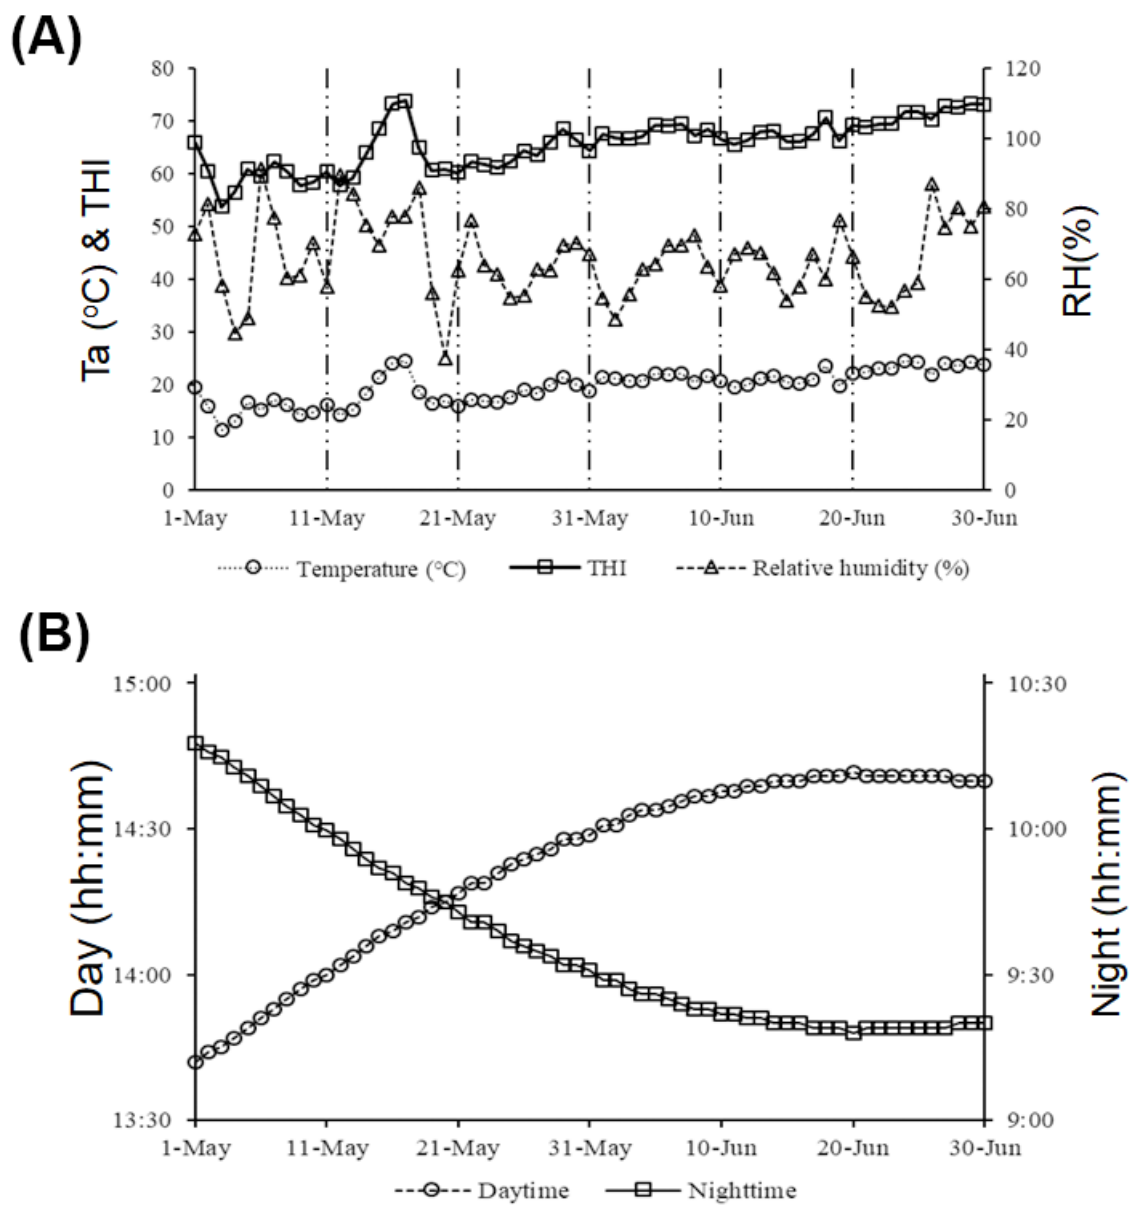 (A)
80 120
70 100
60
50 80
40 60
30 40
20
10 20
0 0
Ta (°C) & THI
RH(%)
1-May 11-May 21-May 31-May 10-Jun 20-Jun 30-Jun
Temperature (°C) THI Relative humidity (%)
(B)
15:00 10:30
14:30 10:00
14:00 9:30
13:30 9:00
Day (hh:mm)
Night (hh:mm)
1-May 11-May 21-May 31-May 10-Jun 20-Jun 30-Jun
Daytime Nighttime